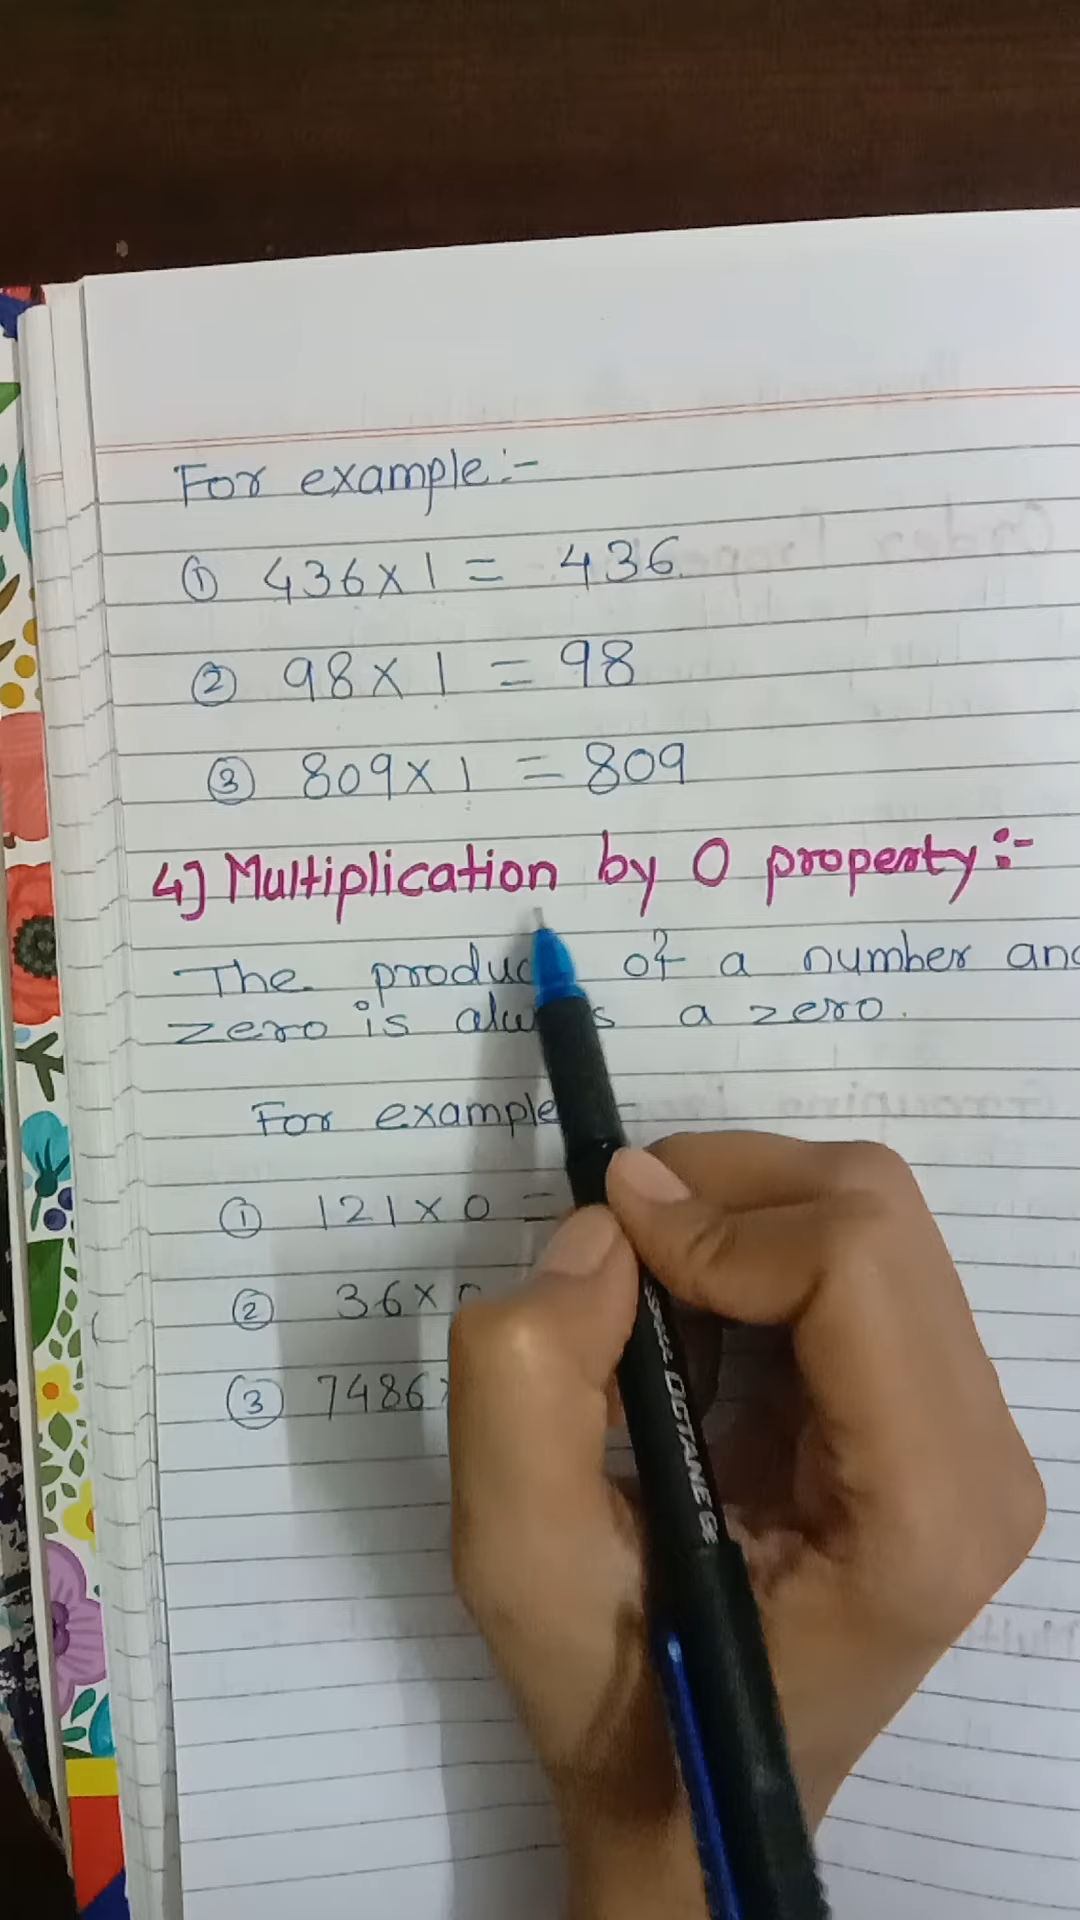 For example:-
① 436 × 1 = 436
② 98 × 1 = 98
③ 809 × 1 = 809
4] Multiplication by 0 property:-
The of a number
zero is a zero.
For example
① 121 × 0 =
② 36 ×
③ 7486
OCTANE